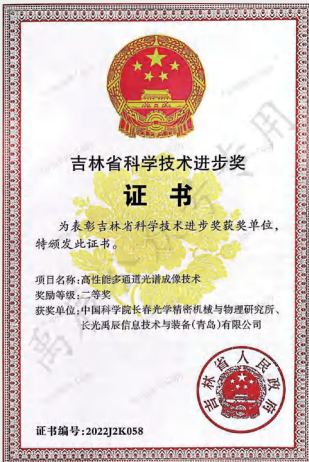 吉林省科学技术进步奖
证书
为表彰吉林省科学技术进步奖获奖单位，
特颁发此证书。
项目名称:高性能多通道光谱成像技术
奖励等级:二等奖
获奖单位:中国科学院长春光学精密机械与物理研究所、
长光禹辰信息技术与装备(青岛)有限公司
吉林省人民政府
证书编号:2022J2K058